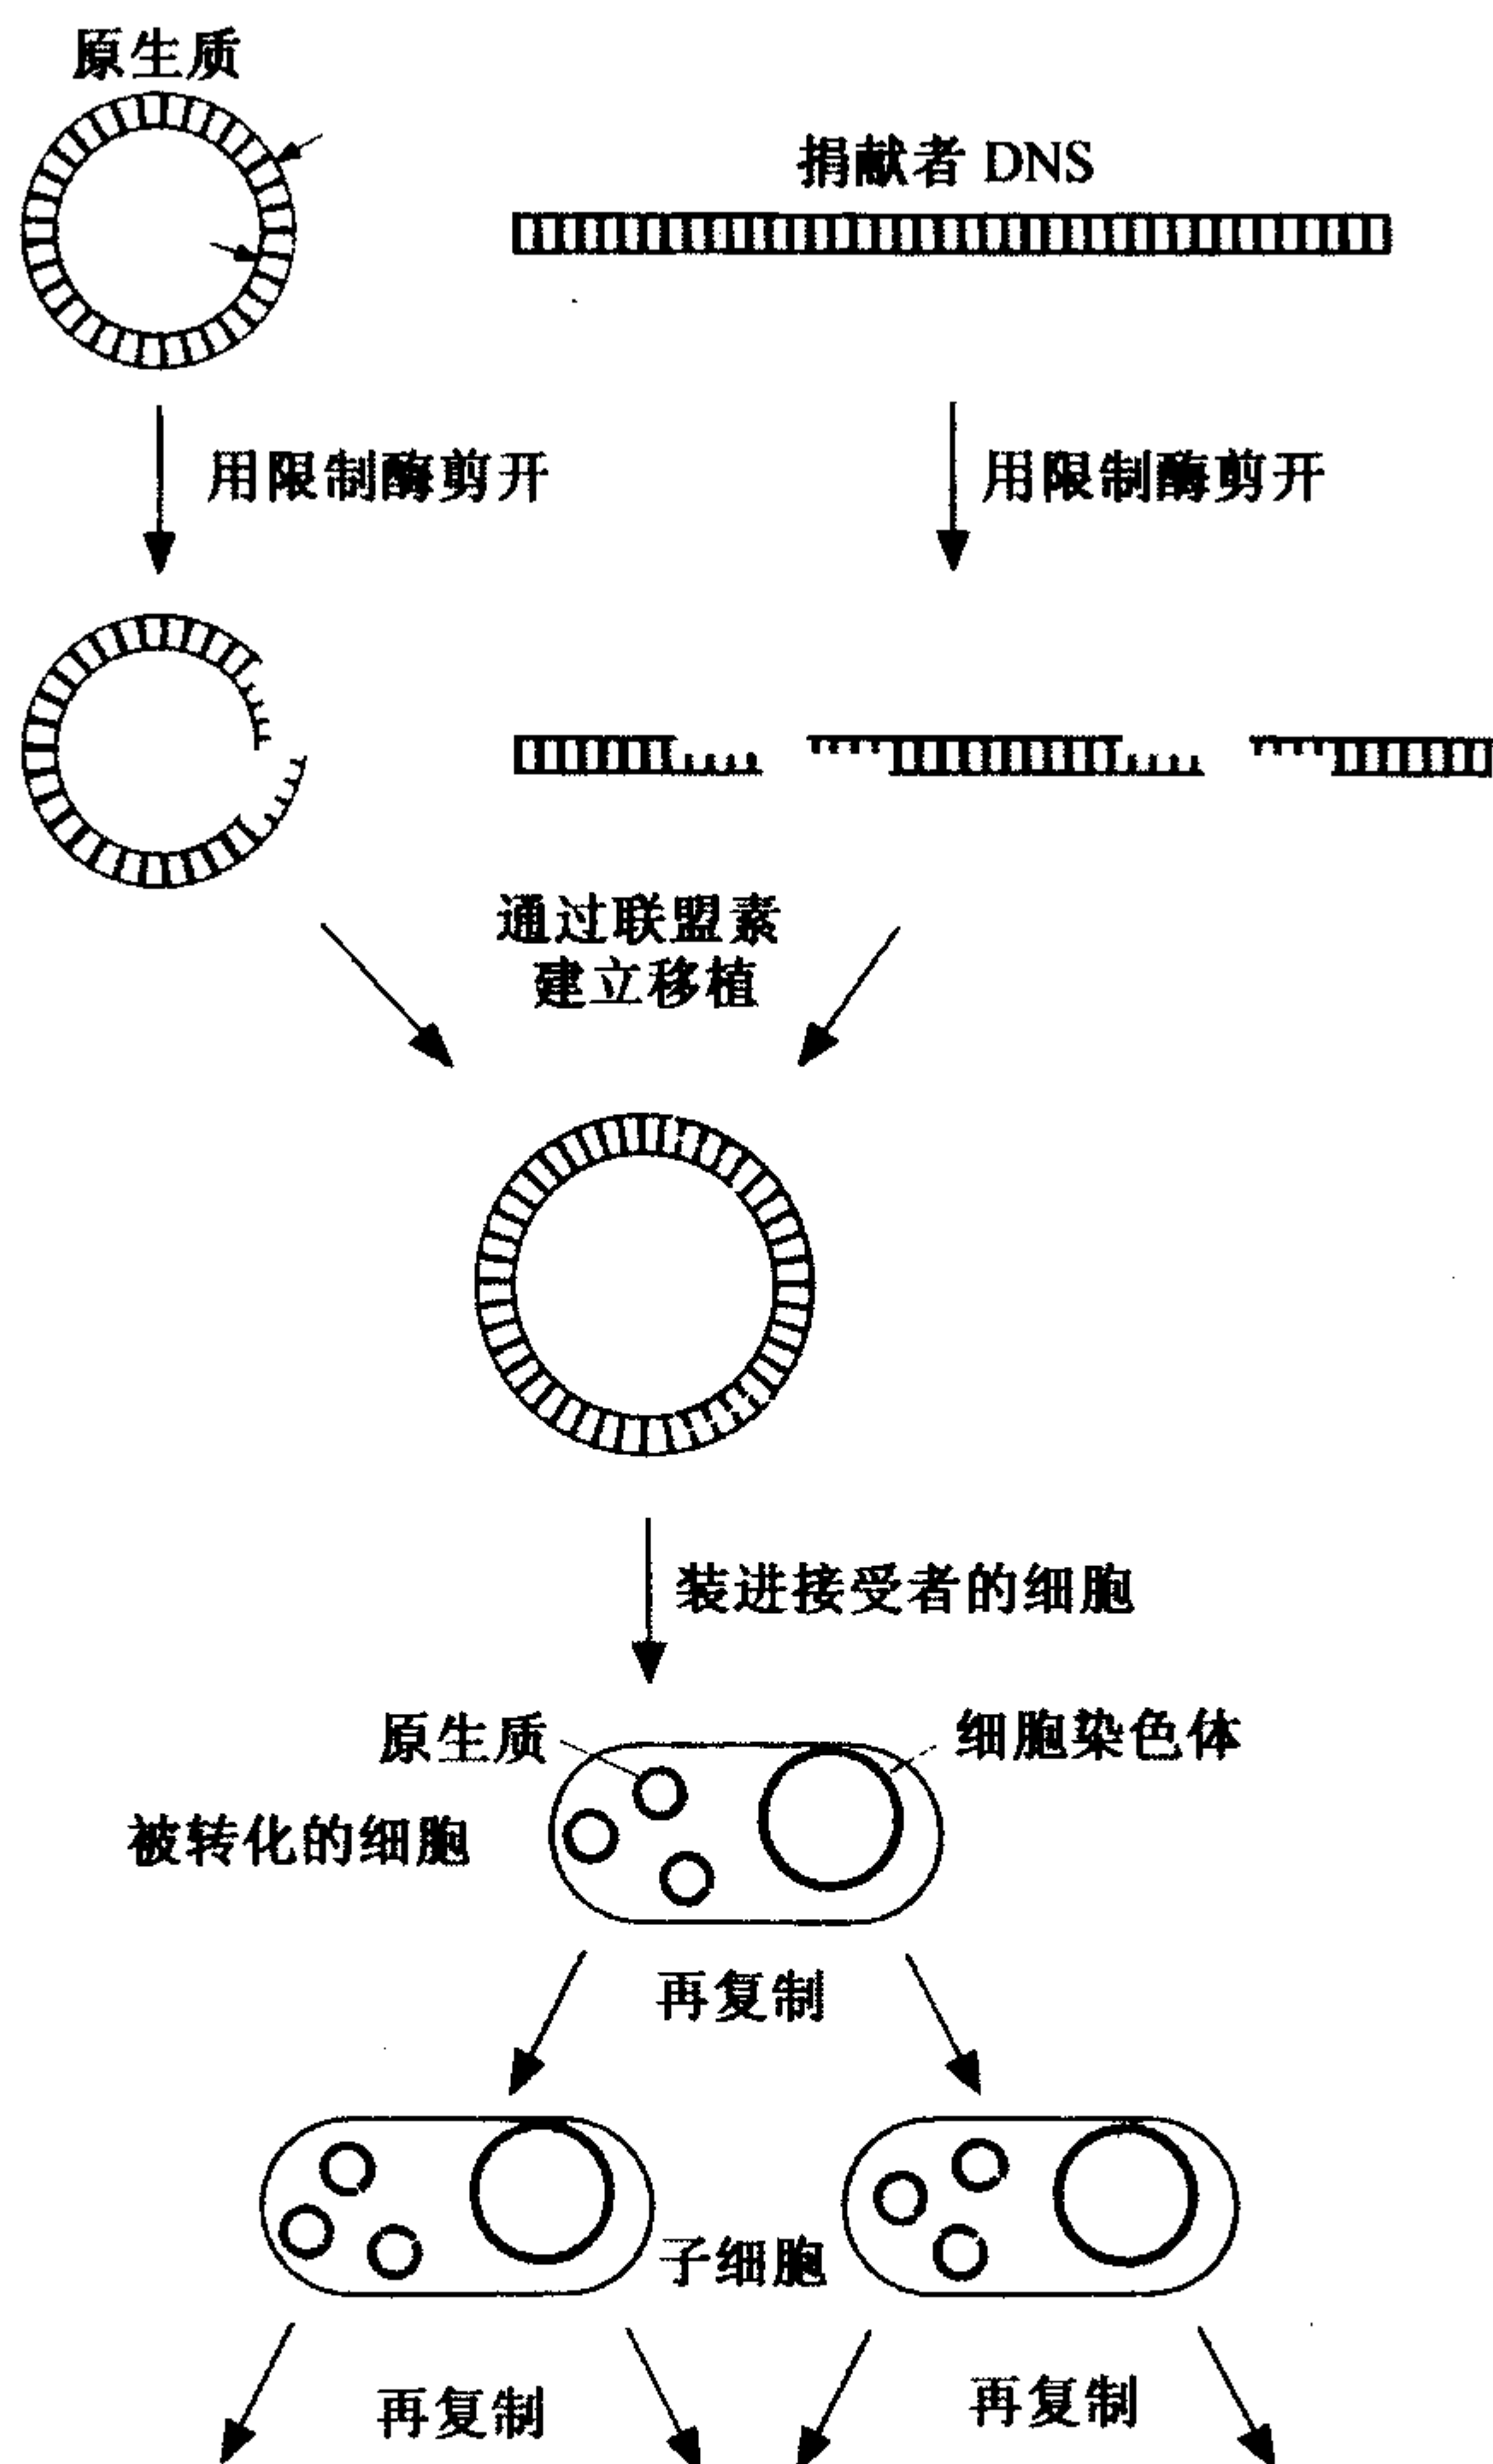 原生质
捐献者 DNS
用限制酶剪开
用限制酶剪开
通过联盟素
建立移植
装进接受者的细胞
原生质
细胞染色体
被转化的细胞
再复制
子细胞
再复制
再复制